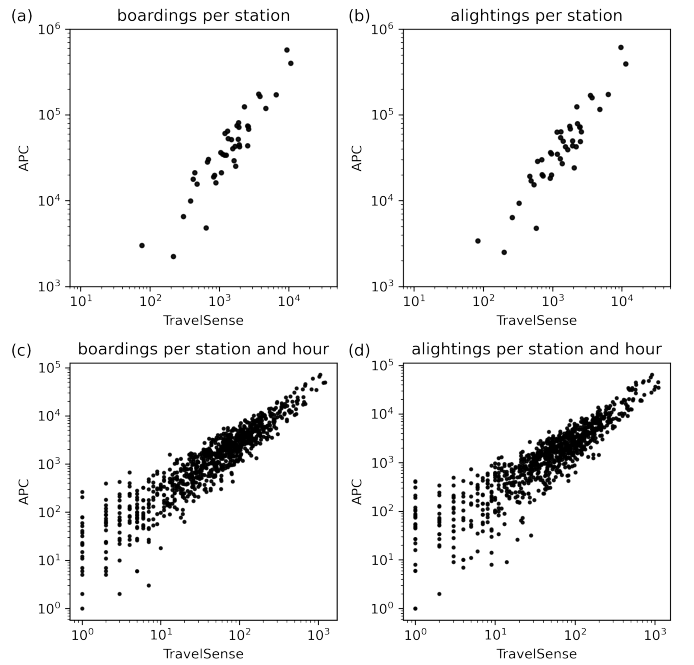 (a) boardings per station
(b) alightings per station
10^6
10^5
10^4
10^3
APC
10^1 10^2 10^3 10^4
TravelSense
10^6
10^5
10^4
10^3
APC
10^1 10^2 10^3 10^4
TravelSense
(c) boardings per station and hour
(d) alightings per station and hour
10^5
10^4
10^3
10^2
10^1
10^0
APC
10^0 10^1 10^2 10^3
TravelSense
10^5
10^4
10^3
10^2
10^1
10^0
APC
10^0 10^1 10^2 10^3
TravelSense